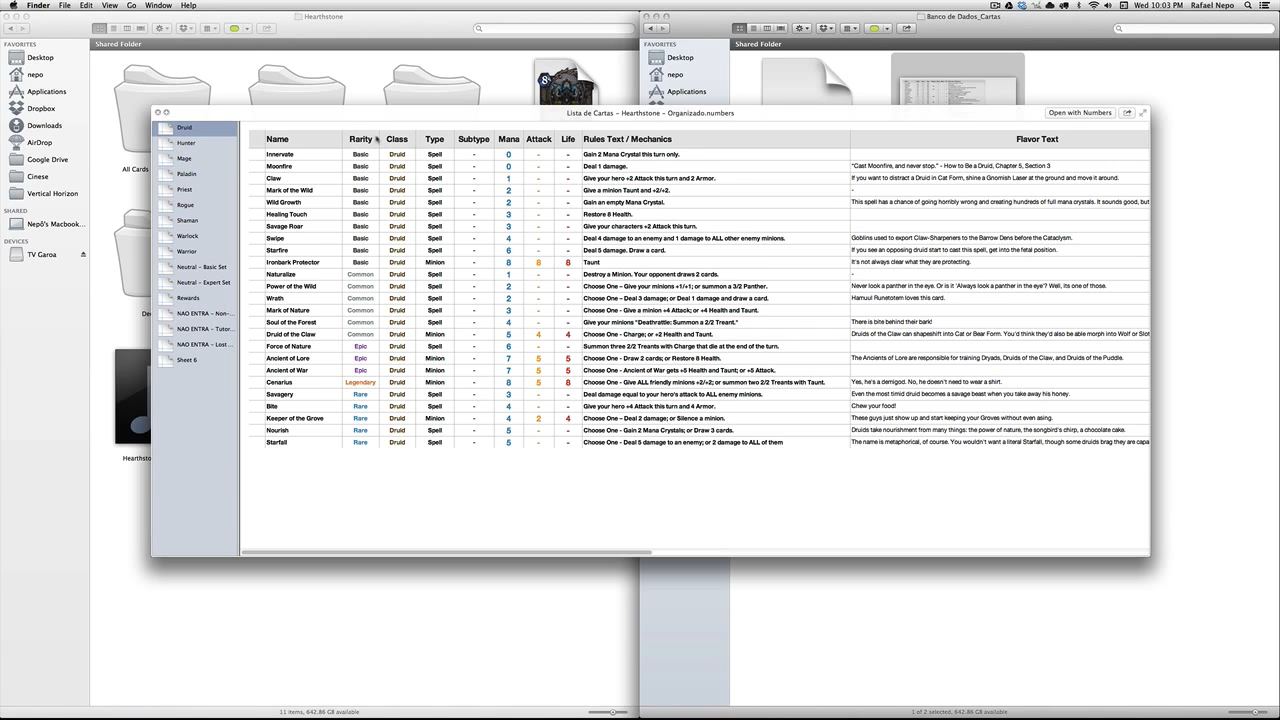 Finder File Edit View Go Window Help
Wed 10:03 PM Rafael Nepo
Hearthstone
Banco de Dados_Cartas
FAVORITES
Shared Folder
FAVORITES
Shared Folder
Desktop
nepo
Applications
Dropbox
Downloads
AirDrop
Google Drive
Cinese
Vertical Horizon
SHARED
Nepô's Macbook...
DEVICES
TV Garoa
Desktop
nepo
Applications
All Cards
Hearthsto
Lista de Cartas – Hearthstone – Organizado.numbers
Open with Numbers
Druid
Hunter
Mage
Paladin
Priest
Rogue
Shaman
Warlock
Warrior
Neutral – Basic Set
Neutral – Expert Set
Rewards
NAO ENTRA – Non-...
NAO ENTRA – Tutor...
NAO ENTRA – Lost ...
Sheet 6
Name Rarity Class Type Subtype Mana Attack Life Rules Text / Mechanics Flavor Text
Innervate Basic Druid Spell - 0 - - Gain 2 Mana Crystal this turn only.
Moonfire Basic Druid Spell - 0 - - Deal 1 damage. "Cast Moonfire, and never stop." - How to Be a Druid, Chapter 5, Section 3
Claw Basic Druid Spell - 1 - - Give your hero +2 Attack this turn and 2 Armor. If you want to distract a Druid in Cat Form, shine a Gnomish Laser at the ground and move it around.
Mark of the Wild Basic Druid Spell - 2 - - Give a minion Taunt and +2/+2. -
Wild Growth Basic Druid Spell - 2 - - Gain an empty Mana Crystal. This spell has a chance of going horribly wrong and creating hundreds of full mana crystals. It sounds good, but
Healing Touch Basic Druid Spell - 3 - - Restore 8 Health.
Savage Roar Basic Druid Spell - 3 - - Give your characters +2 Attack this turn.
Swipe Basic Druid Spell - 4 - - Deal 4 damage to an enemy and 1 damage to ALL other enemy minions. Goblins used to export Claw-Sharpeners to the Barrow Dens before the Cataclysm.
Starfire Basic Druid Spell - 6 - - Deal 5 damage. Draw a card. If you see an opposing druid start to cast this spell, get into the fetal position.
Ironbark Protector Basic Druid Minion - 8 8 8 Taunt It's not always clear what they are protecting.
Naturalize Common Druid Spell - 1 - - Destroy a Minion. Your opponent draws 2 cards. -
Power of the Wild Common Druid Spell - 2 - - Choose One – Give your minions +1/+1; or summon a 3/2 Panther. Never look a panther in the eye. Or is it 'Always look a panther in the eye'? Well, its one of those.
Wrath Common Druid Spell - 2 - - Choose One – Deal 3 damage; or Deal 1 damage and draw a card. Hamuul Runetotem loves this card.
Mark of Nature Common Druid Spell - 3 - - Choose One – Give a minion +4 Attack; or +4 Health and Taunt.
Soul of the Forest Common Druid Spell - 4 - - Give your minions "Deathrattle: Summon a 2/2 Treant." There is bite behind their bark!
Druid of the Claw Common Druid Minion - 5 4 4 Choose One - Charge; or +2 Health and Taunt. Druids of the Claw can shapeshift into Cat or Bear Form. You'd think they'd also be able morph into Wolf or Slot
Force of Nature Epic Druid Spell - 6 - - Summon three 2/2 Treants with Charge that die at the end of the turn.
Ancient of Lore Epic Druid Minion - 7 5 5 Choose One - Draw 2 cards; or Restore 8 Health. The Ancients of Lore are responsible for training Dryads, Druids of the Claw, and Druids of the Puddle.
Ancient of War Epic Druid Minion - 7 5 5 Choose One - Ancient of War gets +5 Health and Taunt; or +5 Attack.
Cenarius Legendary Druid Minion - 8 5 8 Choose One - Give ALL friendly minions +2/+2; or summon two 2/2 Treants with Taunt. Yes, he's a demigod. No, he doesn't need to wear a shirt.
Savagery Rare Druid Spell - 3 - - Deal damage equal to your hero's attack to ALL enemy minions. Even the most timid druid becomes a savage beast when you take away his honey.
Bite Rare Druid Spell - 4 - - Give your hero +4 Attack this turn and 4 Armor. Chew your food!
Keeper of the Grove Rare Druid Minion - 4 2 4 Choose One - Deal 2 damage; or Silence a minion. These guys just show up and start keeping your Groves without even asing.
Nourish Rare Druid Spell - 5 - - Choose One - Gain 2 Mana Crystals; or Draw 3 cards. Druids take nourishment from many things: the power of nature, the songbird's chirp, a chocolate cake.
Starfall Rare Druid Spell - 5 - - Choose One - Deal 5 damage to an enemy; or 2 damage to ALL of them The name is metaphorical, of course. You wouldn't want a literal Starfall, though some druids brag they are capa
11 items, 642.86 GB available
1 of 2 selected, 642.86 GB available